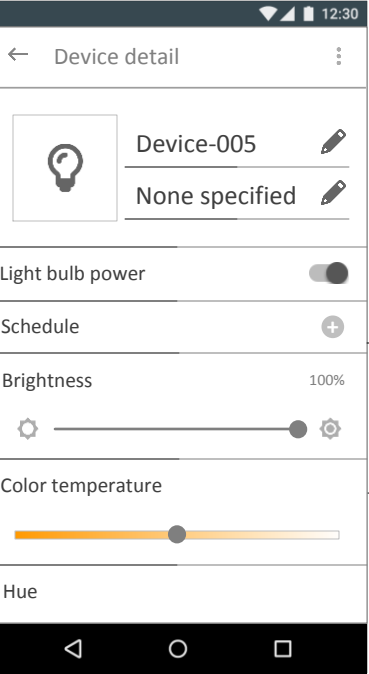 12:30
Device detail
Device-005
None specified
Light bulb power
Schedule
Brightness
100%
Color temperature
Hue